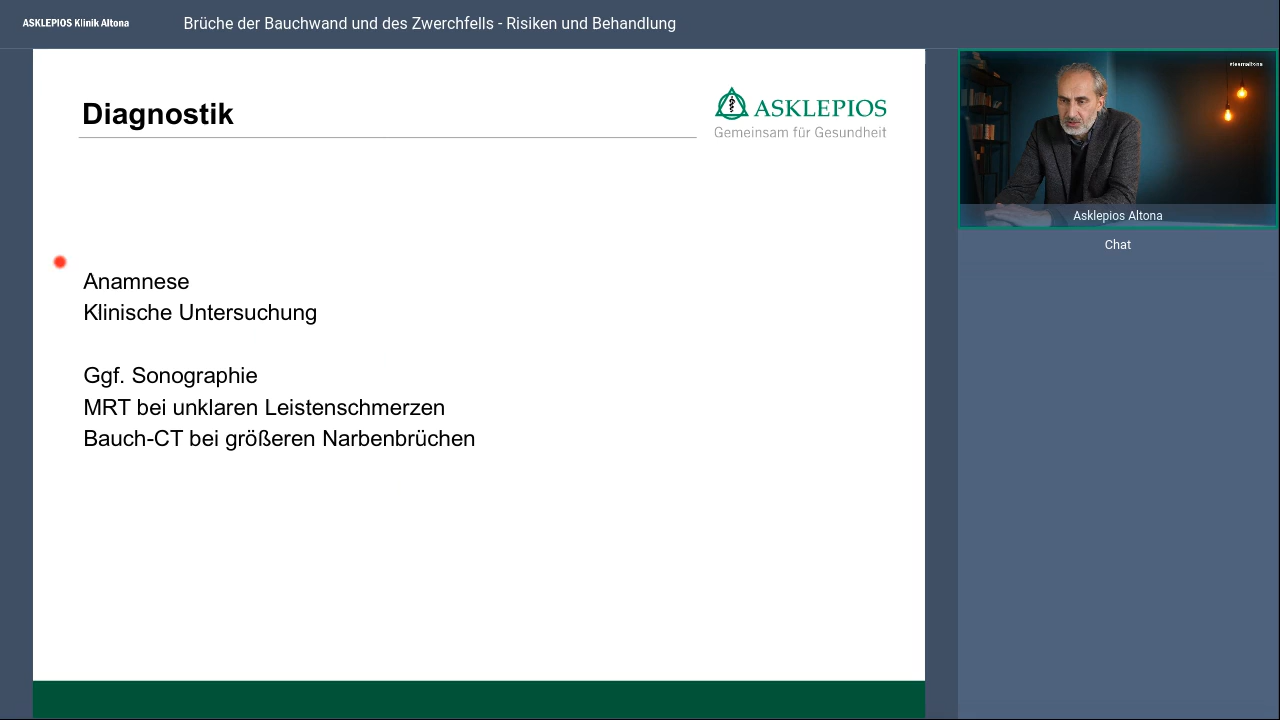 ASKLEPIOS Klinik Altona
Brüche der Bauchwand und des Zwerchfells - Risiken und Behandlung
Diagnostik
ASKLEPIOS
Gemeinsam für Gesundheit
Anamnese
Klinische Untersuchung
Ggf. Sonographie
MRT bei unklaren Leistenschmerzen
Bauch-CT bei größeren Narbenbrüchen
#teamaltona
Asklepios Altona
Chat